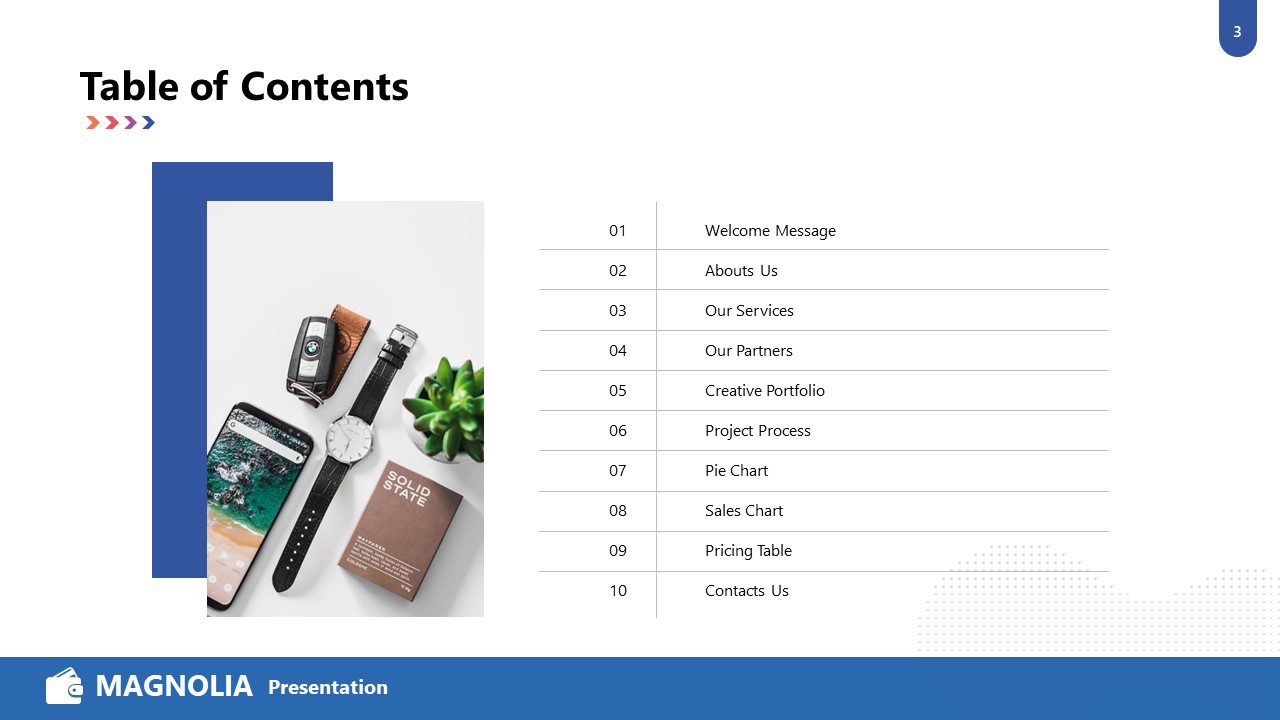 3
Table of Contents
01 Welcome Message
02 Abouts Us
03 Our Services
04 Our Partners
05 Creative Portfolio
06 Project Process
07 Pie Chart
08 Sales Chart
09 Pricing Table
10 Contacts Us
SOLID
STATE
WAYFARER
COLOGNE
MAGNOLIA Presentation